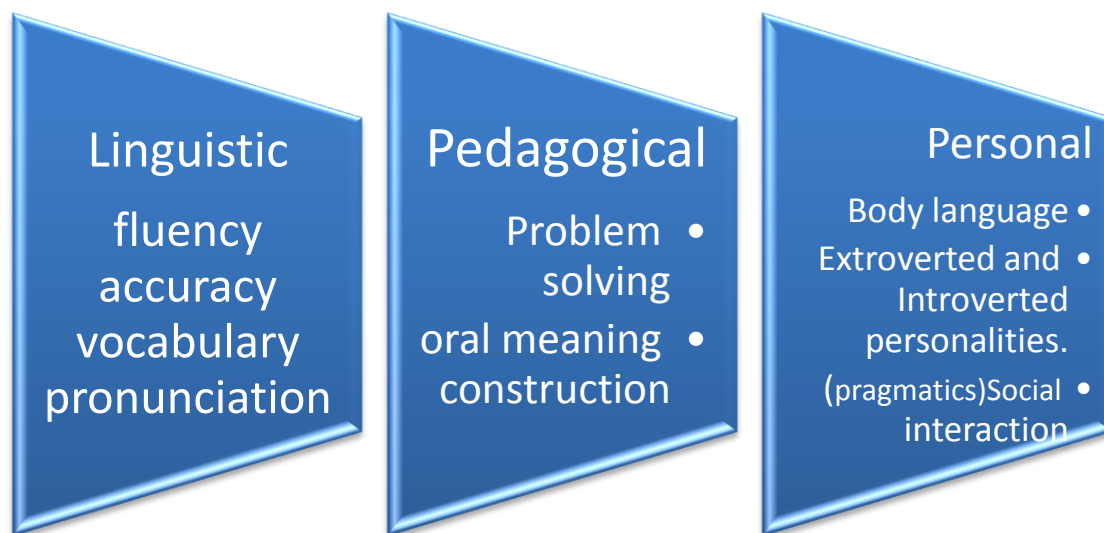 Linguistic
fluency
accuracy
vocabulary
pronunciation
Pedagogical
Problem •
solving
oral meaning •
construction
Personal
Body language •
Extroverted and •
Introverted
personalities.
(pragmatics)Social •
interaction